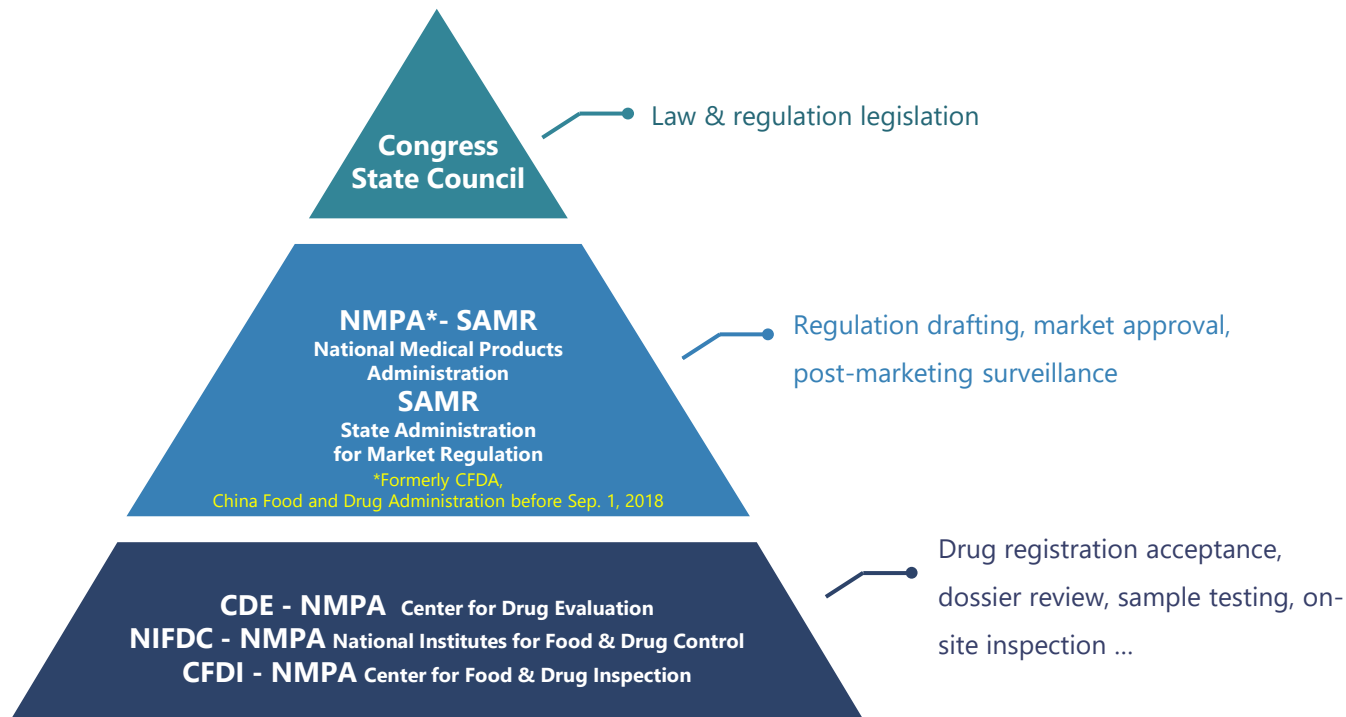 Congress
State Council
Law & regulation legislation
NMPA*- SAMR
National Medical Products
Administration
SAMR
State Administration
for Market Regulation
*Formerly CFDA,
China Food and Drug Administration before Sep. 1, 2018
Regulation drafting, market approval,
post-marketing surveillance
CDE - NMPA Center for Drug Evaluation
NIFDC - NMPA National Institutes for Food & Drug Control
CFDI - NMPA Center for Food & Drug Inspection
Drug registration acceptance,
dossier review, sample testing, on-
site inspection ...